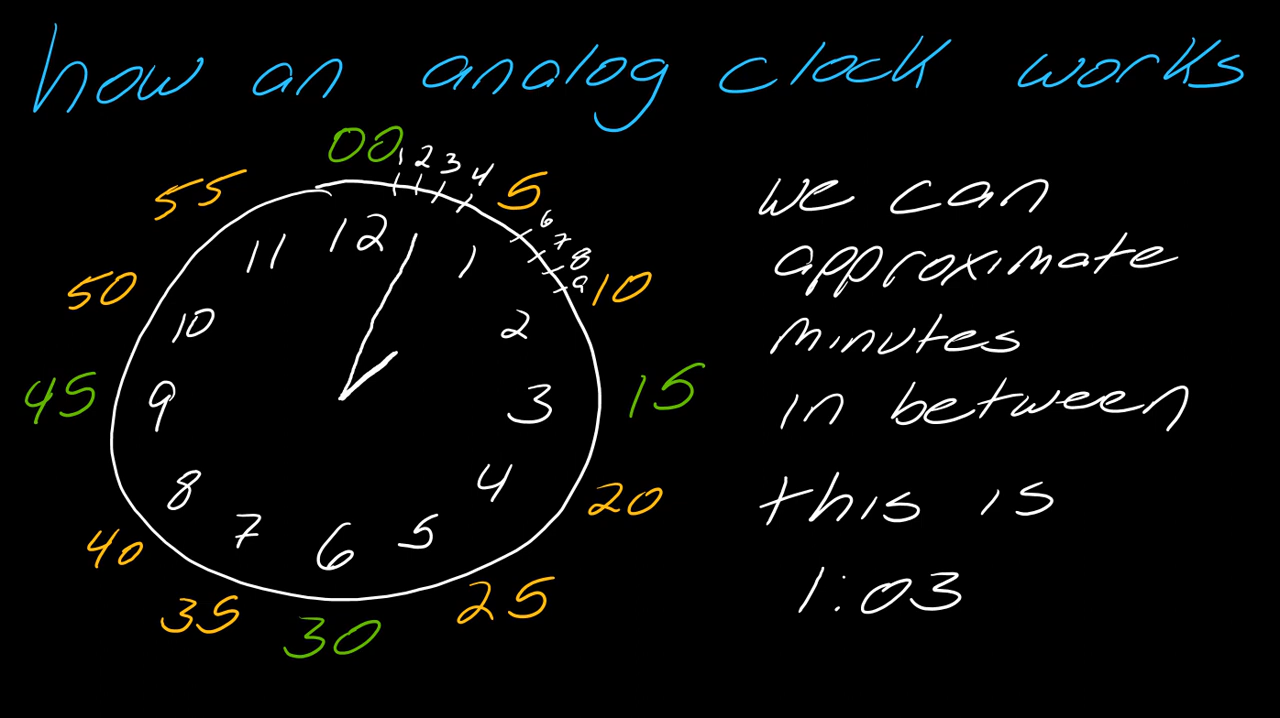 how an analog clock works
00 1 2 3 4 5
6 7 8 9 10
15
20
25
30
35
40
45
50
55
12 1 2 3 4 5 6 7 8 9 10 11
we can
approximate
minutes
in between
this is
1:03